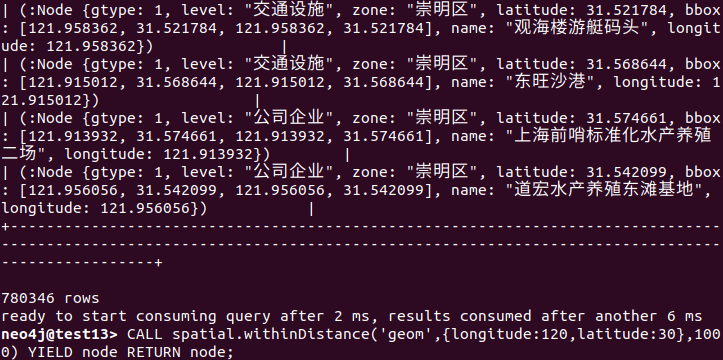 | (:Node {gtype: 1, level: "交通设施", zone: "崇明区", latitude: 31.521784, bbox
: [121.958362, 31.521784, 121.958362, 31.521784], name: "观海楼游艇码头", longit
ude: 121.958362})                |
| (:Node {gtype: 1, level: "交通设施", zone: "崇明区", latitude: 31.568644, bbox
: [121.915012, 31.568644, 121.915012, 31.568644], name: "东旺沙港", longitude: 1
21.915012})                   |
| (:Node {gtype: 1, level: "公司企业", zone: "崇明区", latitude: 31.574661, bbox
: [121.913932, 31.574661, 121.913932, 31.574661], name: "上海前哨标准化水产养殖
二场", longitude: 121.913932})         |
| (:Node {gtype: 1, level: "公司企业", zone: "崇明区", latitude: 31.542099, bbox
: [121.956056, 31.542099, 121.956056, 31.542099], name: "道宏水产养殖东滩基地",
longitude: 121.956056})            |
+-------------------------------------------------------------------------------
--------------------------------------------------------------------------------
-----------------+
780346 rows
ready to start consuming query after 2 ms, results consumed after another 6 ms
neo4j@test13> CALL spatial.withinDistance('geom',{longitude:120,latitude:30},100
0) YIELD node RETURN node;